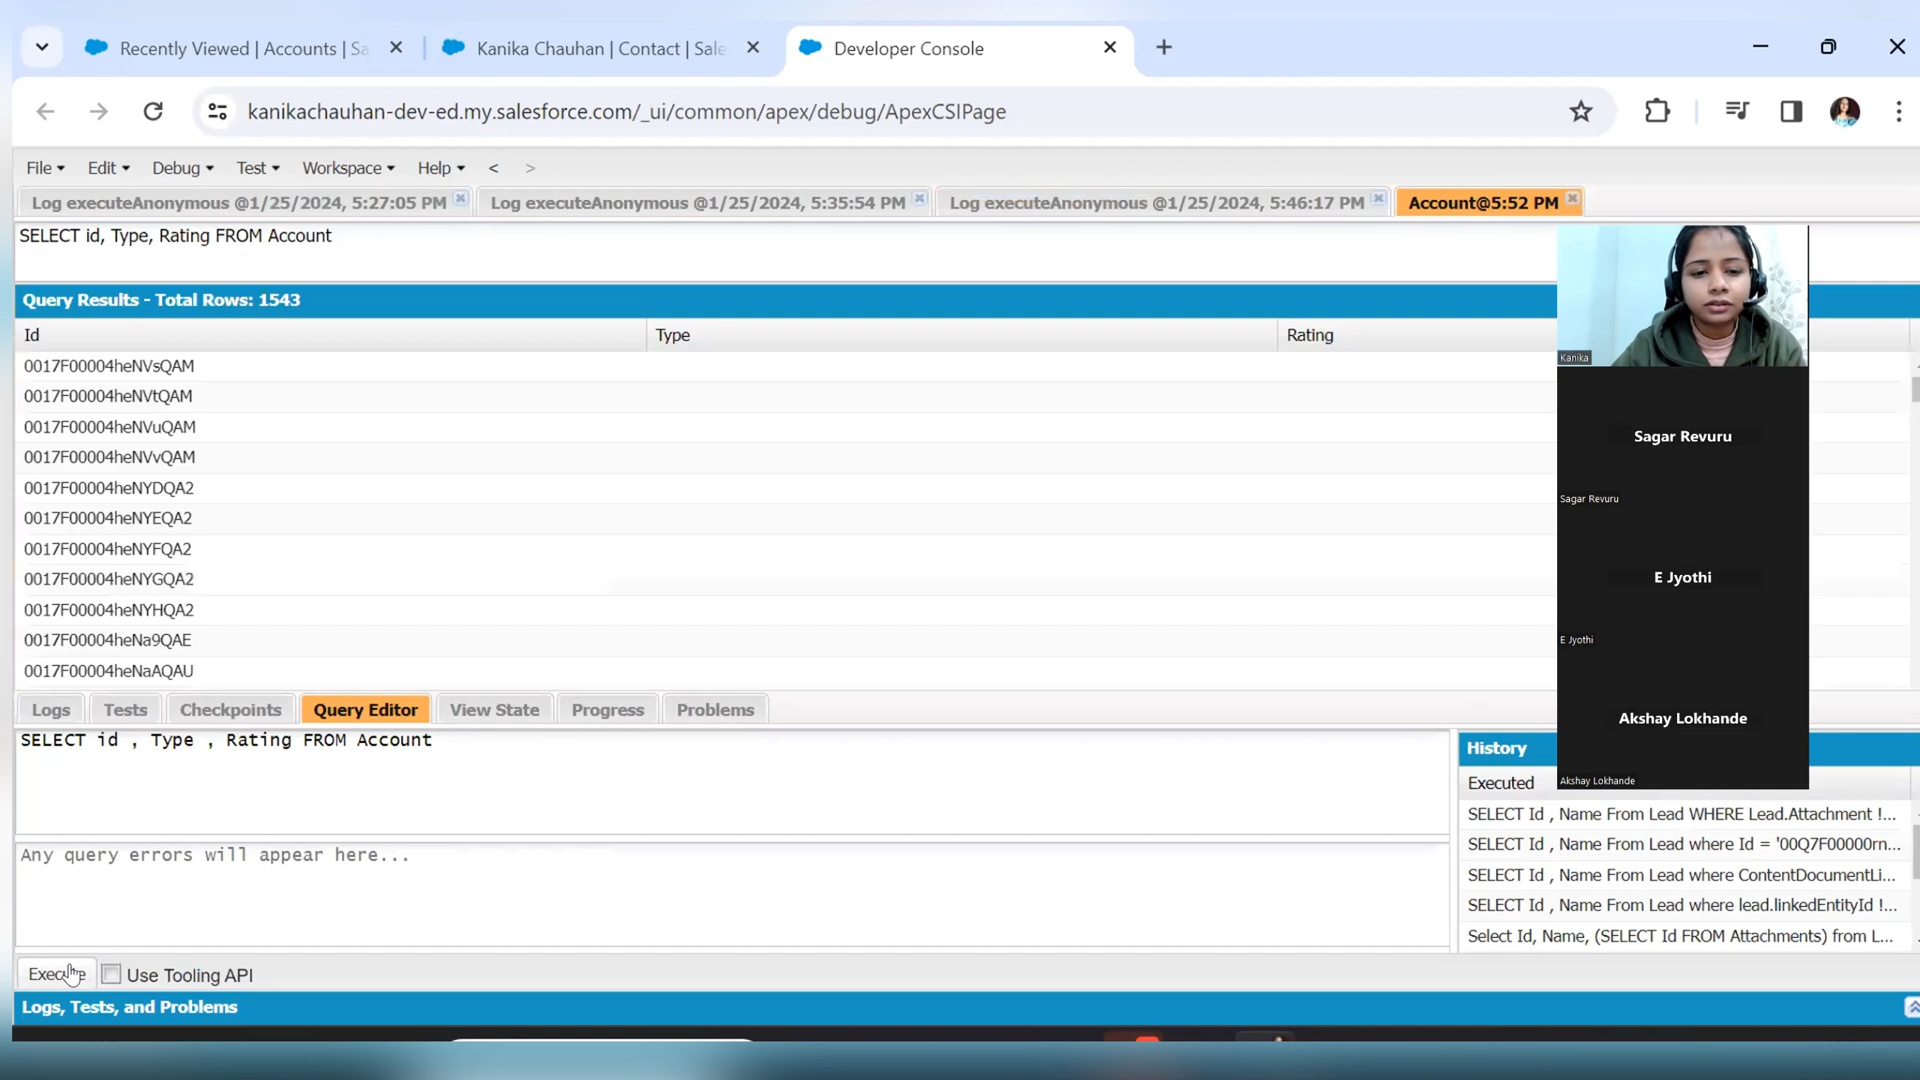 Recently Viewed | Accounts | Sa
Kanika Chauhan | Contact | Sale
Developer Console
kanikachauhan-dev-ed.my.salesforce.com/_ui/common/apex/debug/ApexCSIPage
File Edit Debug Test Workspace Help < >
Log executeAnonymous @1/25/2024, 5:27:05 PM
Log executeAnonymous @1/25/2024, 5:35:54 PM
Log executeAnonymous @1/25/2024, 5:46:17 PM
Account@5:52 PM
SELECT id, Type, Rating FROM Account
Query Results - Total Rows: 1543
Id Type Rating
0017F00004heNVsQAM
0017F00004heNVtQAM
0017F00004heNVuQAM
0017F00004heNVvQAM
0017F00004heNYDQA2
0017F00004heNYEQA2
0017F00004heNYFQA2
0017F00004heNYGQA2
0017F00004heNYHQA2
0017F00004heNa9QAE
0017F00004heNaAQAU
Kanika
Sagar Revuru
Sagar Revuru
E Jyothi
E Jyothi
Akshay Lokhande
Akshay Lokhande
Logs Tests Checkpoints Query Editor View State Progress Problems
SELECT id , Type , Rating FROM Account
Any query errors will appear here...
History
Executed
SELECT Id , Name From Lead WHERE Lead.Attachment !...
SELECT Id , Name From Lead where Id = '00Q7F00000rn...
SELECT Id , Name From Lead where ContentDocumentLi...
SELECT Id , Name From Lead where lead.linkedEntityId !...
Select Id, Name, (SELECT Id FROM Attachments) from L...
Execute Use Tooling API
Logs, Tests, and Problems